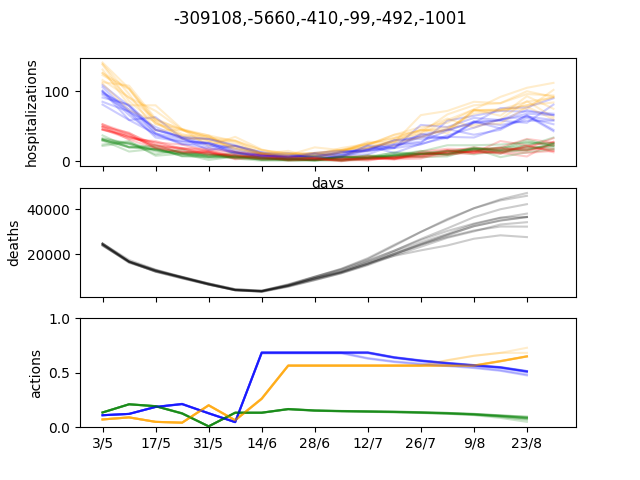 -309108,-5660,-410,-99,-492,-1001
hospitalizations
100
0
days
deaths
40000
20000
actions
1.0
0.5
0.0
3/5 17/5 31/5 14/6 28/6 12/7 26/7 9/8 23/8